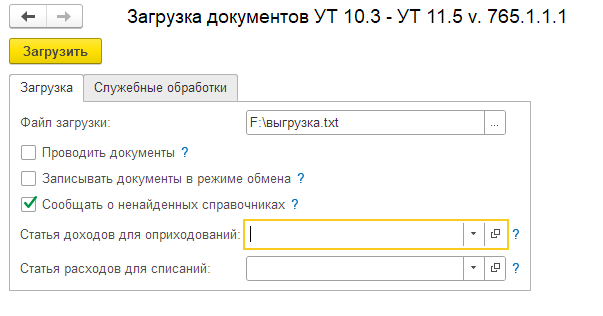 Загрузка документов УТ 10.3 - УТ 11.5 v. 765.1.1.1
Загрузить
Загрузка Служебные обработки
Файл загрузки: F:\выгрузка.txt ...
Проводить документы ?
Записывать документы в режиме обмена ?
Сообщать о ненайденных справочниках ?
Статья доходов для оприходований: ?
Статья расходов для списаний: ?